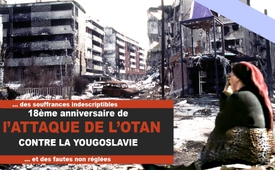 ... des souffrances indescriptibles
18ème anniversaire de
l'ATTAQUE DE L'OTAN
CONTRE LA YOUGOSLAVIE
... et des fautes non réglées